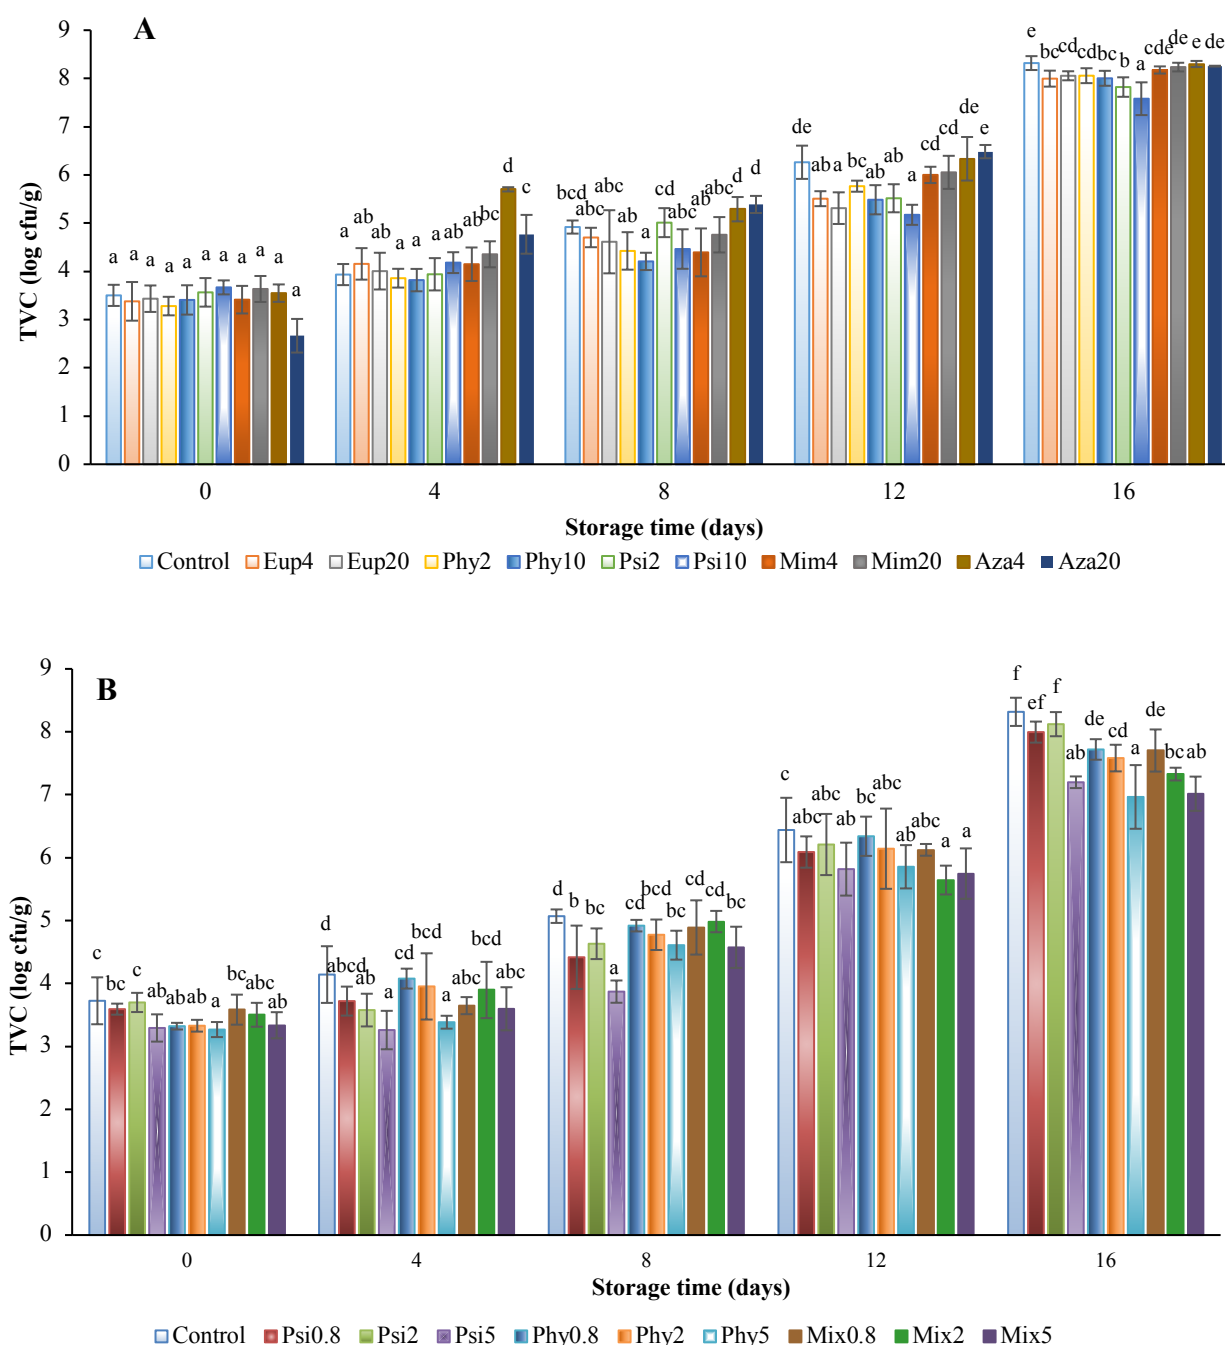 A
TVC (log cfu/g)
9
8
7
6
5
4
3
2
1
0
a a a a a a a a a a a
a ab ab a a a ab ab bc d c
bcd abc abc ab a cd abc ab abc d d
de ab a bc ab ab a cd cd de e
e bc cd cd bc b a cde de e de
0 4 8 12 16
Storage time (days)
Control Eup4 Eup20 Phy2 Phy10 Psi2 Psi10 Mim4 Mim20 Aza4 Aza20
B
TVC (log cfu/g)
9
8
7
6
5
4
3
2
1
0
c bc c ab ab ab a bc abc ab
d abcd ab a cd bcd a abc bcd abc
d b bc a cd bcd bc cd cd bc
c abc abc ab bc abc ab abc a a
f ef f ab de cd a de bc ab
0 4 8 12 16
Storage time (days)
Control Psi0.8 Psi2 Psi5 Phy0.8 Phy2 Phy5 Mix0.8 Mix2 Mix5